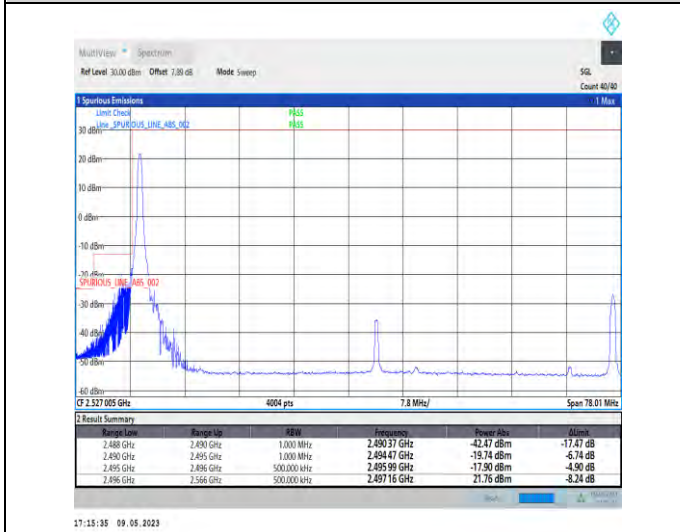 MultiView Spectrum
Ref Level 30.00 dBm Offset 7.89 dB Mode Sweep SGL
Count 40/40
1 Spurious Emissions 1 Max
Limit Check PASS
Line _SPURIOUS_LINE_ABS_002 PASS
30 dBm
20 dBm
10 dBm
0 dBm
-10 dBm
-20 dBm
SPURIOUS_LINE_ABS_002
-30 dBm
-40 dBm
-50 dBm
-60 dBm
CF 2.527 005 GHz 4004 pts 7.8 MHz/ Span 78.01 MHz
2 Result Summary
Range Low Range Up RBW Frequency Power Abs ΔLimit
2.488 GHz 2.490 GHz 1.000 MHz 2.490 37 GHz -42.47 dBm -17.47 dB
2.490 GHz 2.495 GHz 1.000 MHz 2.494 47 GHz -19.74 dBm -6.74 dB
2.495 GHz 2.496 GHz 500.000 kHz 2.495 99 GHz -17.90 dBm -4.90 dB
2.496 GHz 2.566 GHz 500.000 kHz 2.497 16 GHz 21.76 dBm -8.24 dB
17:15:35 09.05.2023